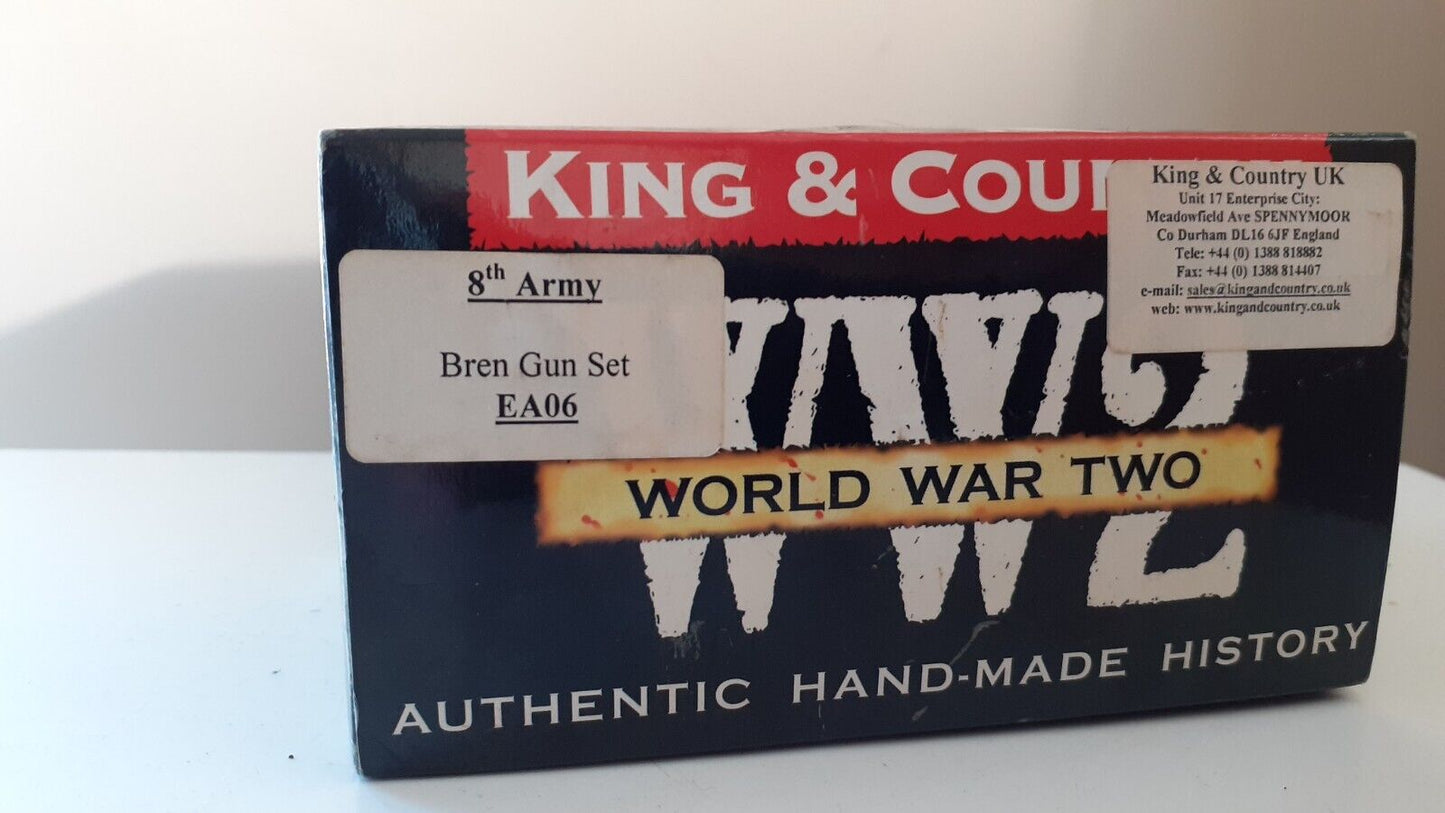 KING & COU
King & Country UK
Unit 17 Enterprise City:
Meadowfield Ave SPENNYMOOR
Co Durham DL16 6JF England
Tele: +44 (0) 1388 818882
Fax: +44 (0) 1388 814407
e-mail: sales@kingandcountry.co.uk
web: www.kingandcountry.co.uk
8th Army
Bren Gun Set
EA06
WW2
WORLD WAR TWO
AUTHENTIC HAND-MADE HISTORY